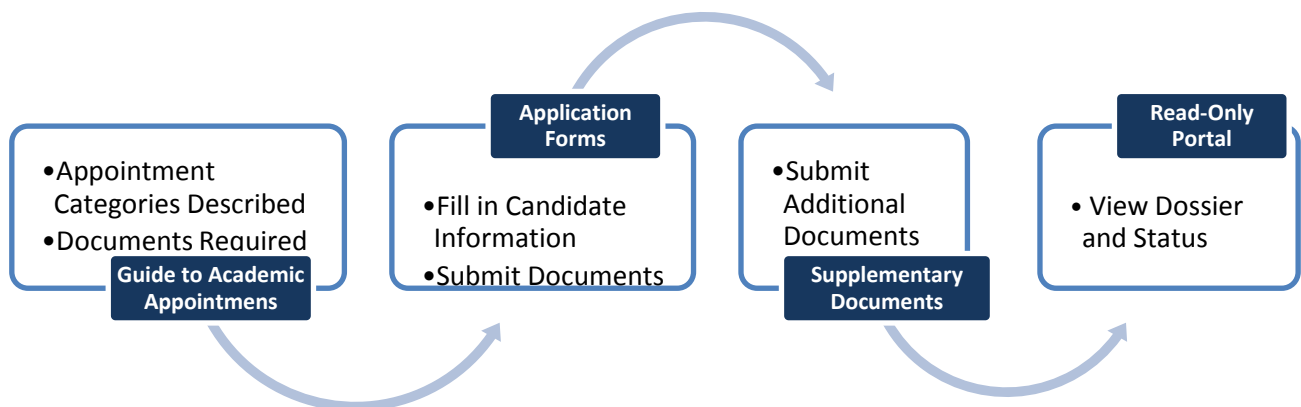 •Appointment
Categories Described
•Documents Required
Guide to Academic
Appointmens
Application
Forms
•Fill in Candidate
Information
•Submit Documents
•Submit
Additional
Documents
Supplementary
Documents
Read-Only
Portal
• View Dossier
and Status